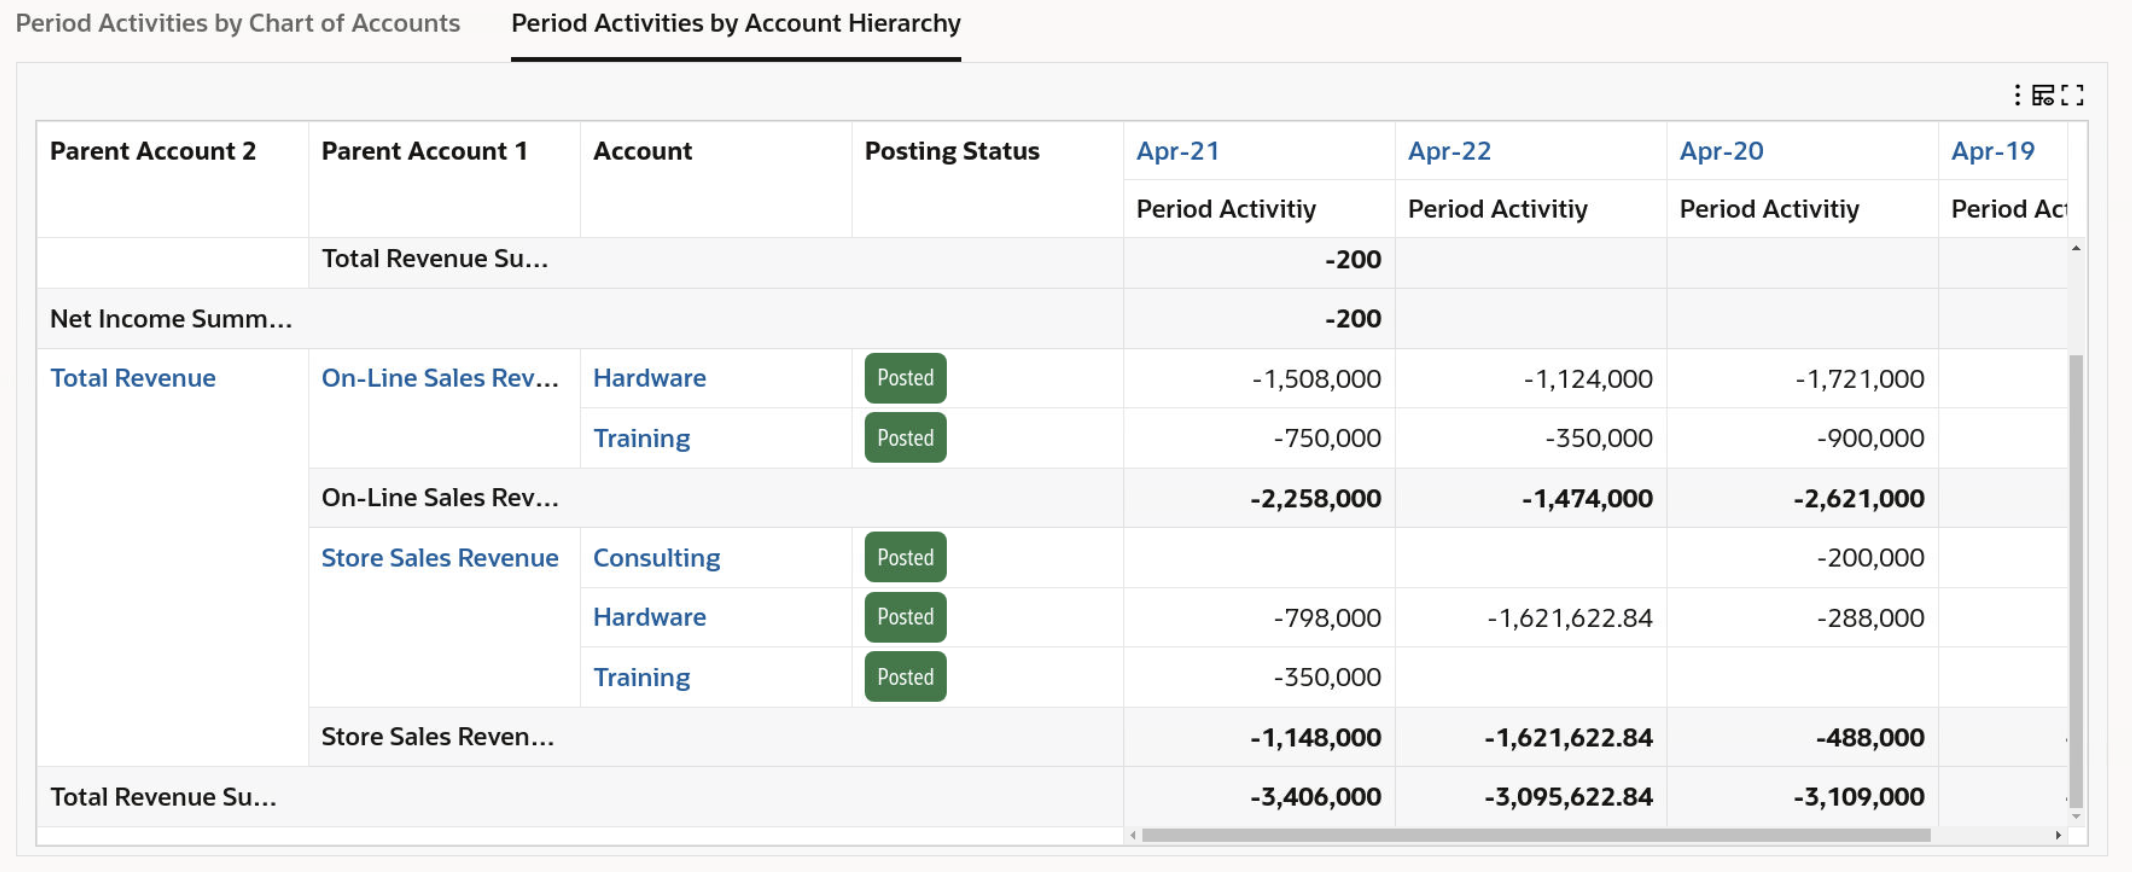 Period Activities by Chart of Accounts Period Activities by Account Hierarchy
Parent Account 2 Parent Account 1 Account Posting Status Apr-21 Apr-22 Apr-20 Apr-19
Period Activitiy Period Activitiy Period Activitiy Period Act
Total Revenue Su... -200
Net Income Summ... -200
Total Revenue On-Line Sales Rev... Hardware Posted -1,508,000 -1,124,000 -1,721,000
Training Posted -750,000 -350,000 -900,000
On-Line Sales Rev... -2,258,000 -1,474,000 -2,621,000
Store Sales Revenue Consulting Posted -200,000
Hardware Posted -798,000 -1,621,622.84 -288,000
Training Posted -350,000
Store Sales Reven... -1,148,000 -1,621,622.84 -488,000
Total Revenue Su... -3,406,000 -3,095,622.84 -3,109,000